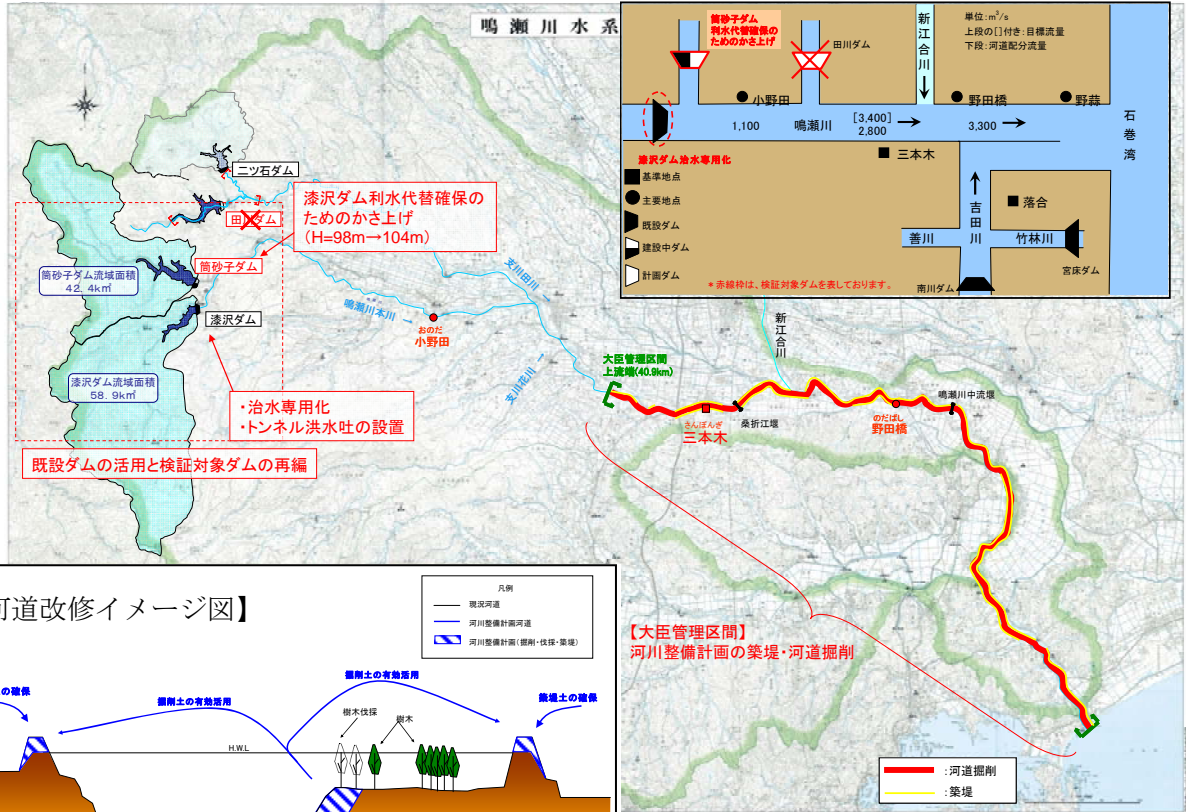 鳴瀬川水系
筒砂子ダム
利水代替確保の
ためのかさ上げ
田川ダム
新江合川
単位:m³/s
上段の[]付き:目標流量
下段:河道配分流量
小野田
野田橋
野蒜
1,100
鳴瀬川
[3,400]
2,800
3,300
石巻湾
漆沢ダム治水専用化
三本木
基準地点
主要地点
既設ダム
建設中ダム
計画ダム
吉田川
落合
善川
竹林川
宮床ダム
南川ダム
*赤線枠は、検証対象ダムを表しております。
二ツ石ダム
田川ダム
漆沢ダム利水代替確保の
ためのかさ上げ
(H=98m→104m)
筒砂子ダム
筒砂子ダム流域面積
42.4k㎡
漆沢ダム
漆沢ダム流域面積
58.9k㎡
・治水専用化
・トンネル洪水吐の設置
既設ダムの活用と検証対象ダムの再編
支川田川
鳴瀬川本川
おのだ
小野田
支川花川
新江合川
大臣管理区間
上流端(40.9km)
さんぼんぎ
三本木
桑折江堰
のだばし
野田橋
鳴瀬川中流堰
【大臣管理区間】
河川整備計画の築堤・河道掘削
:河道掘削
:築堤
河道改修イメージ図】
凡例
現況河道
河川整備計画河道
河川整備計画(掘削・伐採・築堤)
の確保
掘削土の有効活用
掘削土の有効活用
築堤土の確保
樹木伐採
樹木
H.W.L